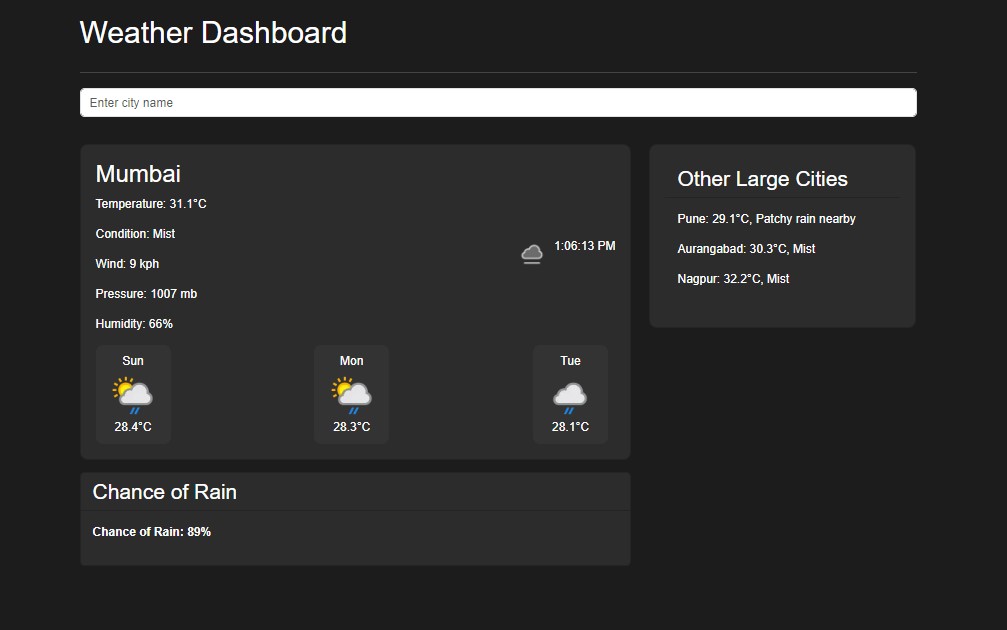 Weather Dashboard
Enter city name
Mumbai
Temperature: 31.1°C
Condition: Mist
Wind: 9 kph
1:06:13 PM
Pressure: 1007 mb
Humidity: 66%
Sun
28.4°C
Mon
28.3°C
Tue
28.1°C
Chance of Rain
Chance of Rain: 89%
Other Large Cities
Pune: 29.1°C, Patchy rain nearby
Aurangabad: 30.3°C, Mist
Nagpur: 32.2°C, Mist